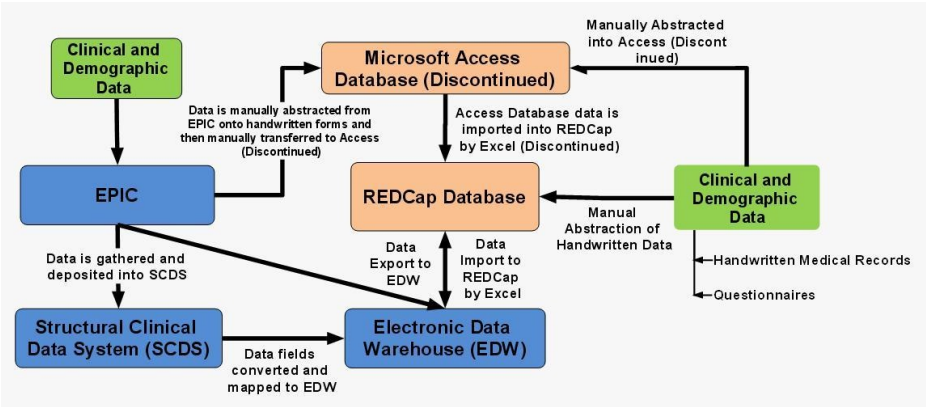 Clinical and
Demographic
Data
Microsoft Access
Database (Discontinued)
Manually Abstracted
into Access (Discont
inued)
Data is manually abstracted from
EPIC onto handwritten forms and
then manually transferred to Access
(Discontinued)
Access Database data is
imported into REDCap
by Excel (Discontinued)
EPIC
REDCap Database
Clinical and
Demographic
Data
Manual
Abstraction of
Handwritten Data
Data is gathered and
deposited into SCDS
Data
Export to
EDW
Data
Import to
REDCap
by Excel
Handwritten Medical Records
Questionnaires
Structural Clinical
Data System (SCDS)
Electronic Data
Warehouse (EDW)
Data fields
converted and
mapped to EDW